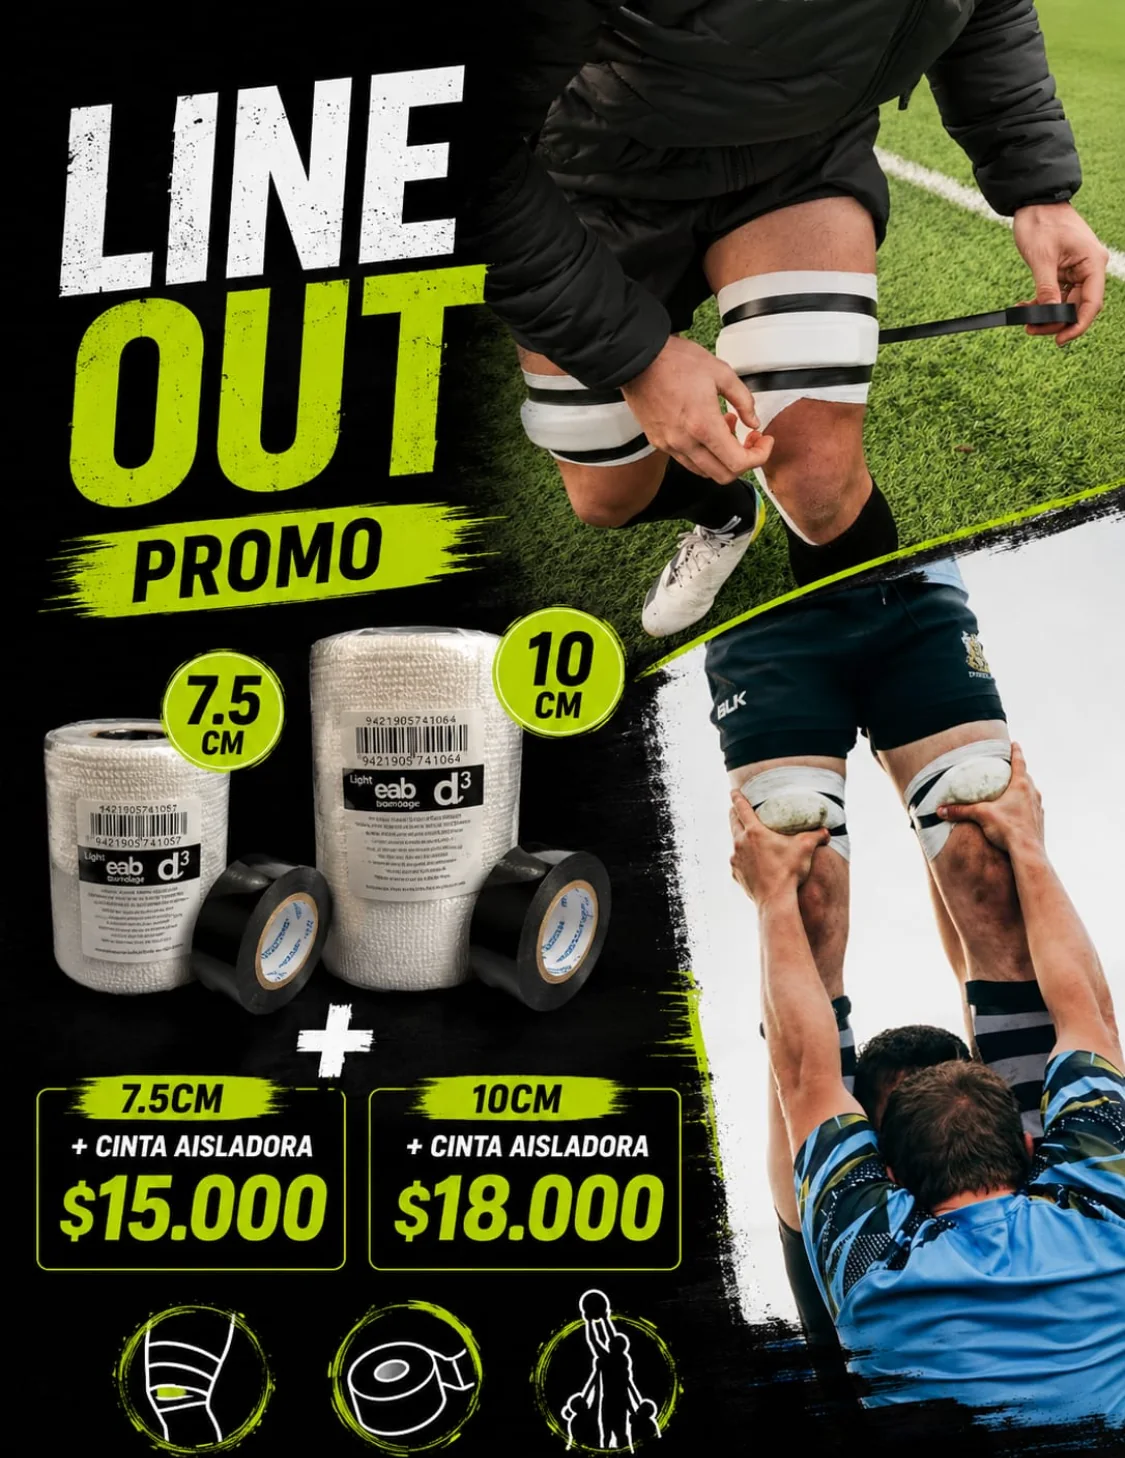 LINE
OUT
PROMO
7.5
CM
10
CM
9421905741057
9421905741057
Light
eab
bandage
d3
9421905741064
9421905741064
Light
eab
bandage
d3
BLK
7.5CM
+ CINTA AISLADORA
$15.000
10CM
+ CINTA AISLADORA
$18.000